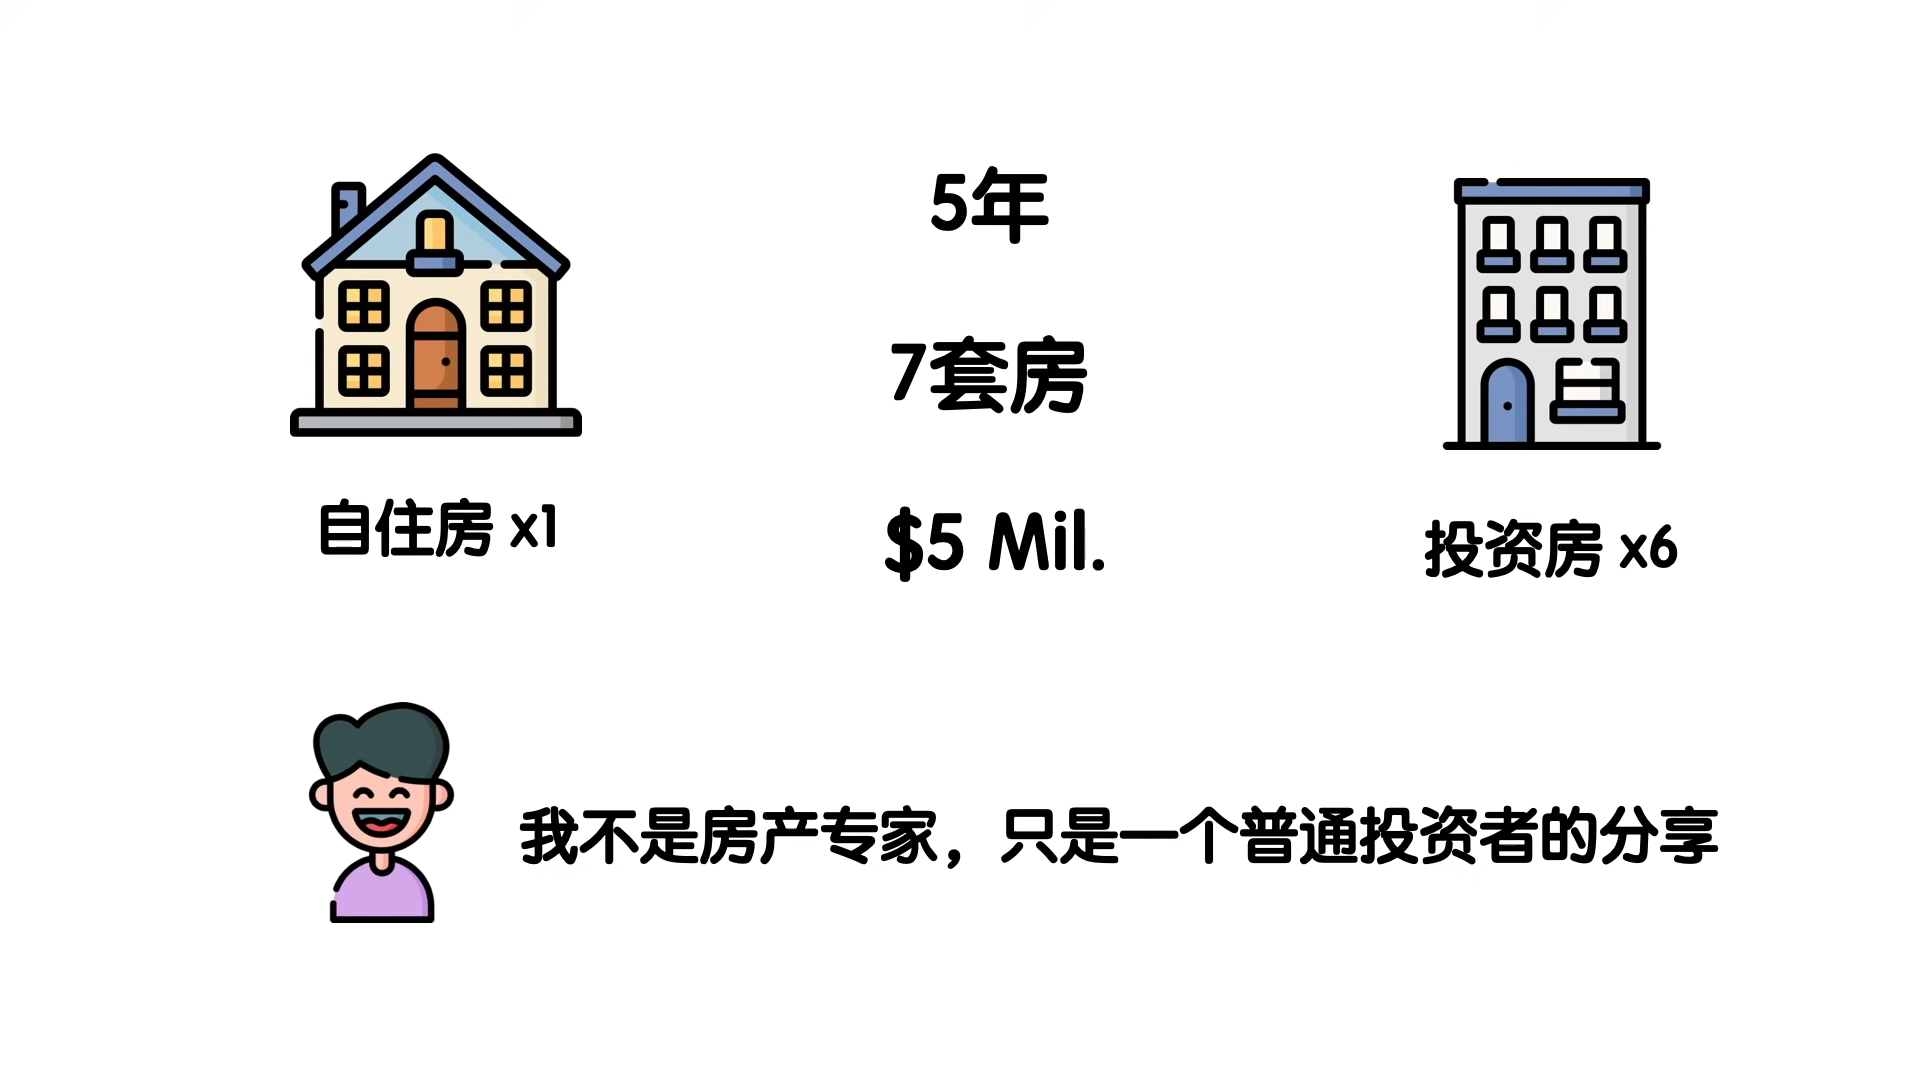 5年
7套房
$5 Mil.
自住房 x1
投资房 x6
我不是房产专家，只是一个普通投资者的分享